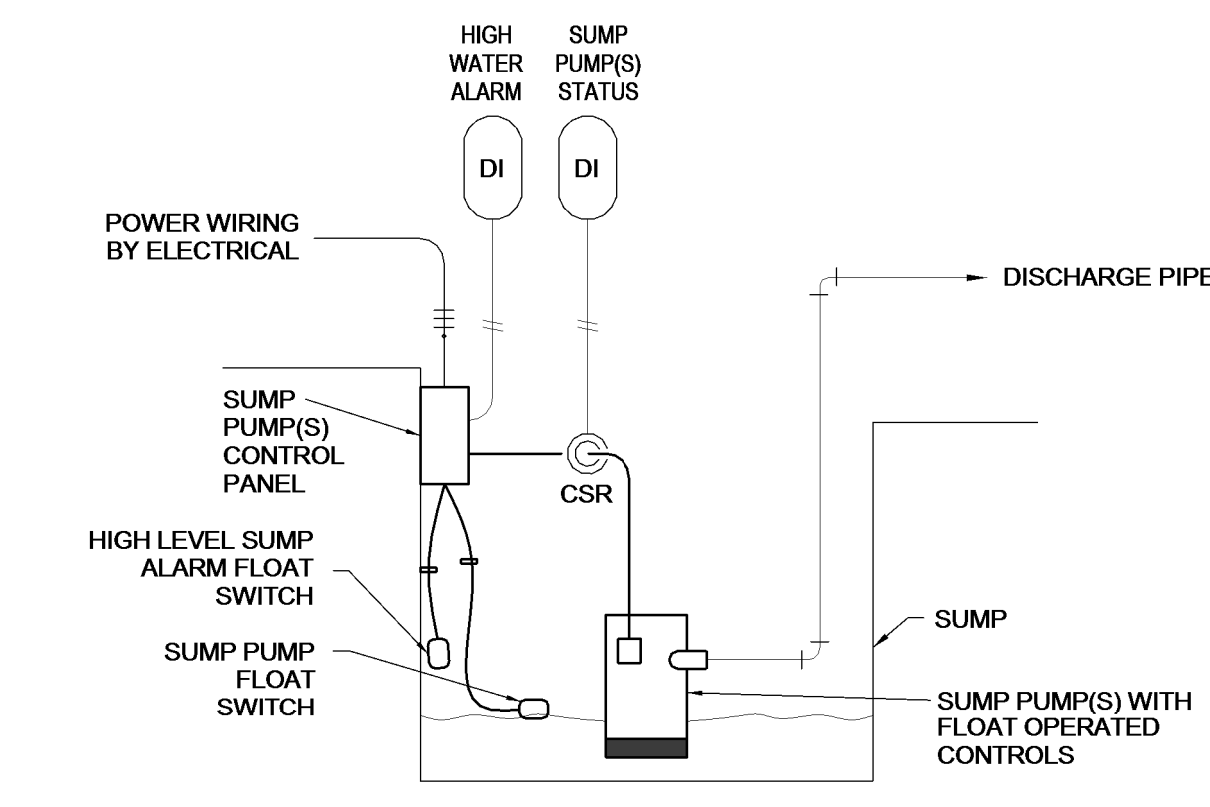 HIGH
WATER
ALARM
SUMP
PUMP(S)
STATUS
DI
DI
POWER WIRING
BY ELECTRICAL
DISCHARGE PIPE
SUMP
PUMP(S)
CONTROL
PANEL
CSR
HIGH LEVEL SUMP
ALARM FLOAT
SWITCH
SUMP PUMP
FLOAT
SWITCH
SUMP
SUMP PUMP(S) WITH
FLOAT OPERATED
CONTROLS